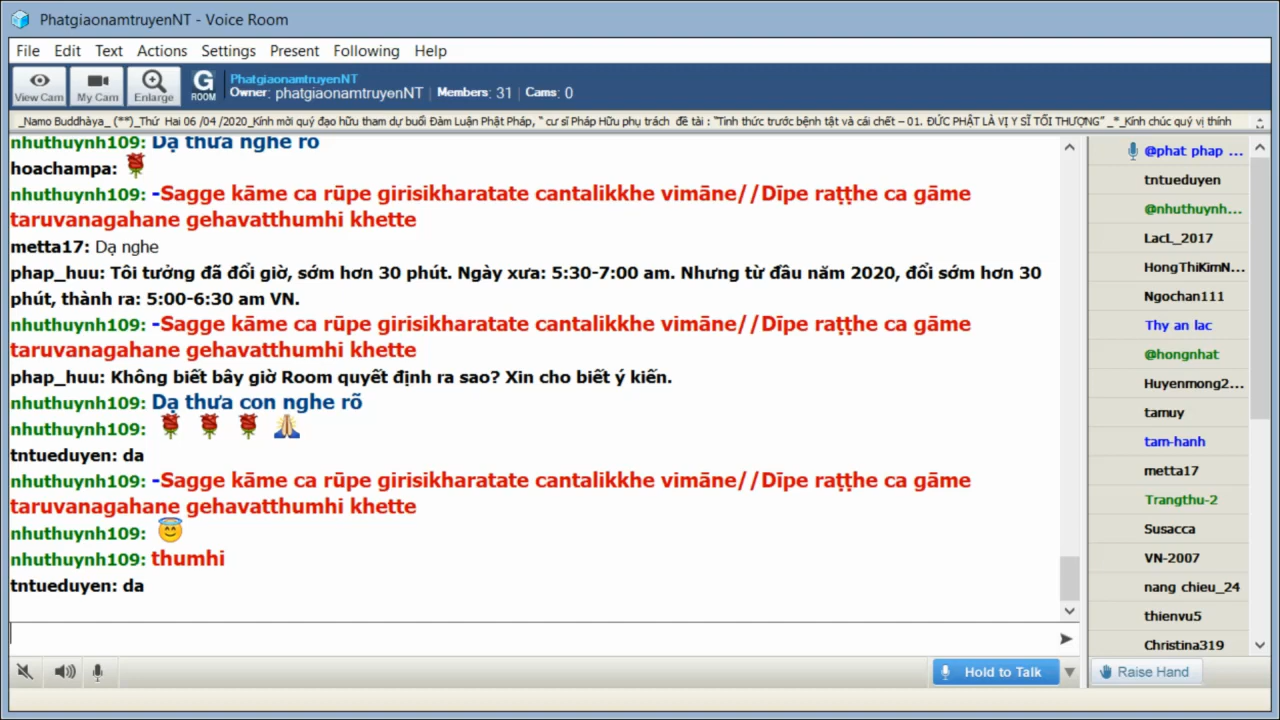 PhatgiaonamtruyenNT - Voice Room
File Edit Text Actions Settings Present Following Help
View Cam
My Cam
Enlarge
G
ROOM
PhatgiaonamtruyenNT
Owner: phatgiaonamtruyenNT | Members: 31 | Cams: 0
_Namo Buddhàya_ (**)_Thứ Hai 06 /04 /2020_Kính mời quý đạo hữu tham dự buổi Đàm Luận Phật Pháp, “ cư sĩ Pháp Hữu phụ trách đề tài : “Tỉnh thức trước bệnh tật và cái chết – 01. ĐỨC PHẬT LÀ VỊ Y SĨ TỐI THƯỢNG” _*_Kính chúc quý vị thính
nhuthuynh109: Dạ thưa nghe rõ
hoachampa:
nhuthuynh109: -Sagge kāme ca rūpe girisikharatate cantalikkhe vimāne//Dīpe raṭṭhe ca gāme
taruvanagahane gehavatthumhi khette
metta17: Dạ nghe
phap_huu: Tôi tưởng đã đổi giờ, sớm hơn 30 phút. Ngày xưa: 5:30-7:00 am. Nhưng từ đầu năm 2020, đổi sớm hơn 30
phút, thành ra: 5:00-6:30 am VN.
nhuthuynh109: -Sagge kāme ca rūpe girisikharatate cantalikkhe vimāne//Dīpe raṭṭhe ca gāme
taruvanagahane gehavatthumhi khette
phap_huu: Không biết bây giờ Room quyết định ra sao? Xin cho biết ý kiến.
nhuthuynh109: Dạ thưa con nghe rõ
nhuthuynh109:
tntueduyen: da
nhuthuynh109: -Sagge kāme ca rūpe girisikharatate cantalikkhe vimāne//Dīpe raṭṭhe ca gāme
taruvanagahane gehavatthumhi khette
nhuthuynh109:
nhuthuynh109: thumhi
tntueduyen: da
@phat phap ...
tntueduyen
@nhuthuynh...
LacL_2017
HongThiKimN...
Ngochan111
Thy an lac
@hongnhat
Huyenmong2...
tamuy
tam-hanh
metta17
Trangthu-2
Susacca
VN-2007
nang chieu_24
thienvu5
Christina319
Hold to Talk
Raise Hand